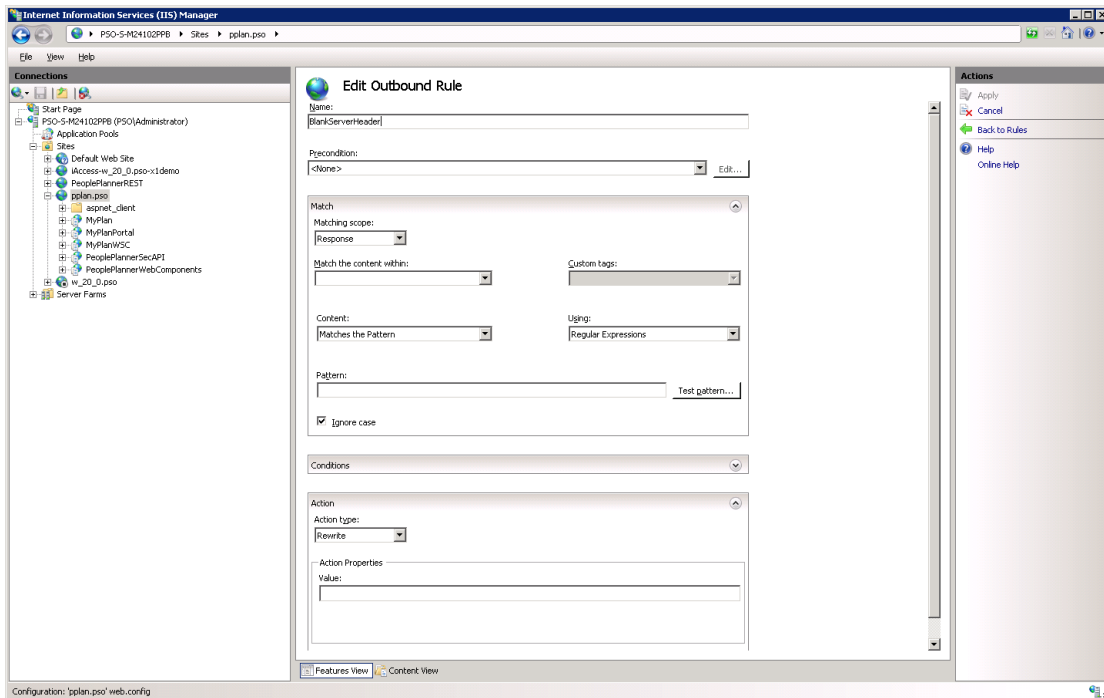 Internet Information Services (IIS) Manager
PSO-S-M24102PPB Sites pplan.pso
File View Help
Connections
Start Page
PSO-S-M24102PPB (PSO\Administrator)
Application Pools
Sites
Default Web Site
iAccess-w_20_0.pso-x1demo
PeoplePlannerREST
pplan.pso
aspnet_client
MyPlan
MyPlanPortal
MyPlanWSC
PeoplePlannerSecAPI
PeoplePlannerWebComponents
w_20_0.pso
Server Farms
Edit Outbound Rule
Name:
BlankServerHeader
Precondition:
<None> Edit...
Match
Matching scope:
Response
Match the content within: Custom tags:
Content: Using:
Matches the Pattern Regular Expressions
Pattern:
Test pattern...
Ignore case
Conditions
Action
Action type:
Rewrite
Action Properties
Value:
Features View Content View
Actions
Apply
Cancel
Back to Rules
Help
Online Help
Configuration: 'pplan.pso' web.config